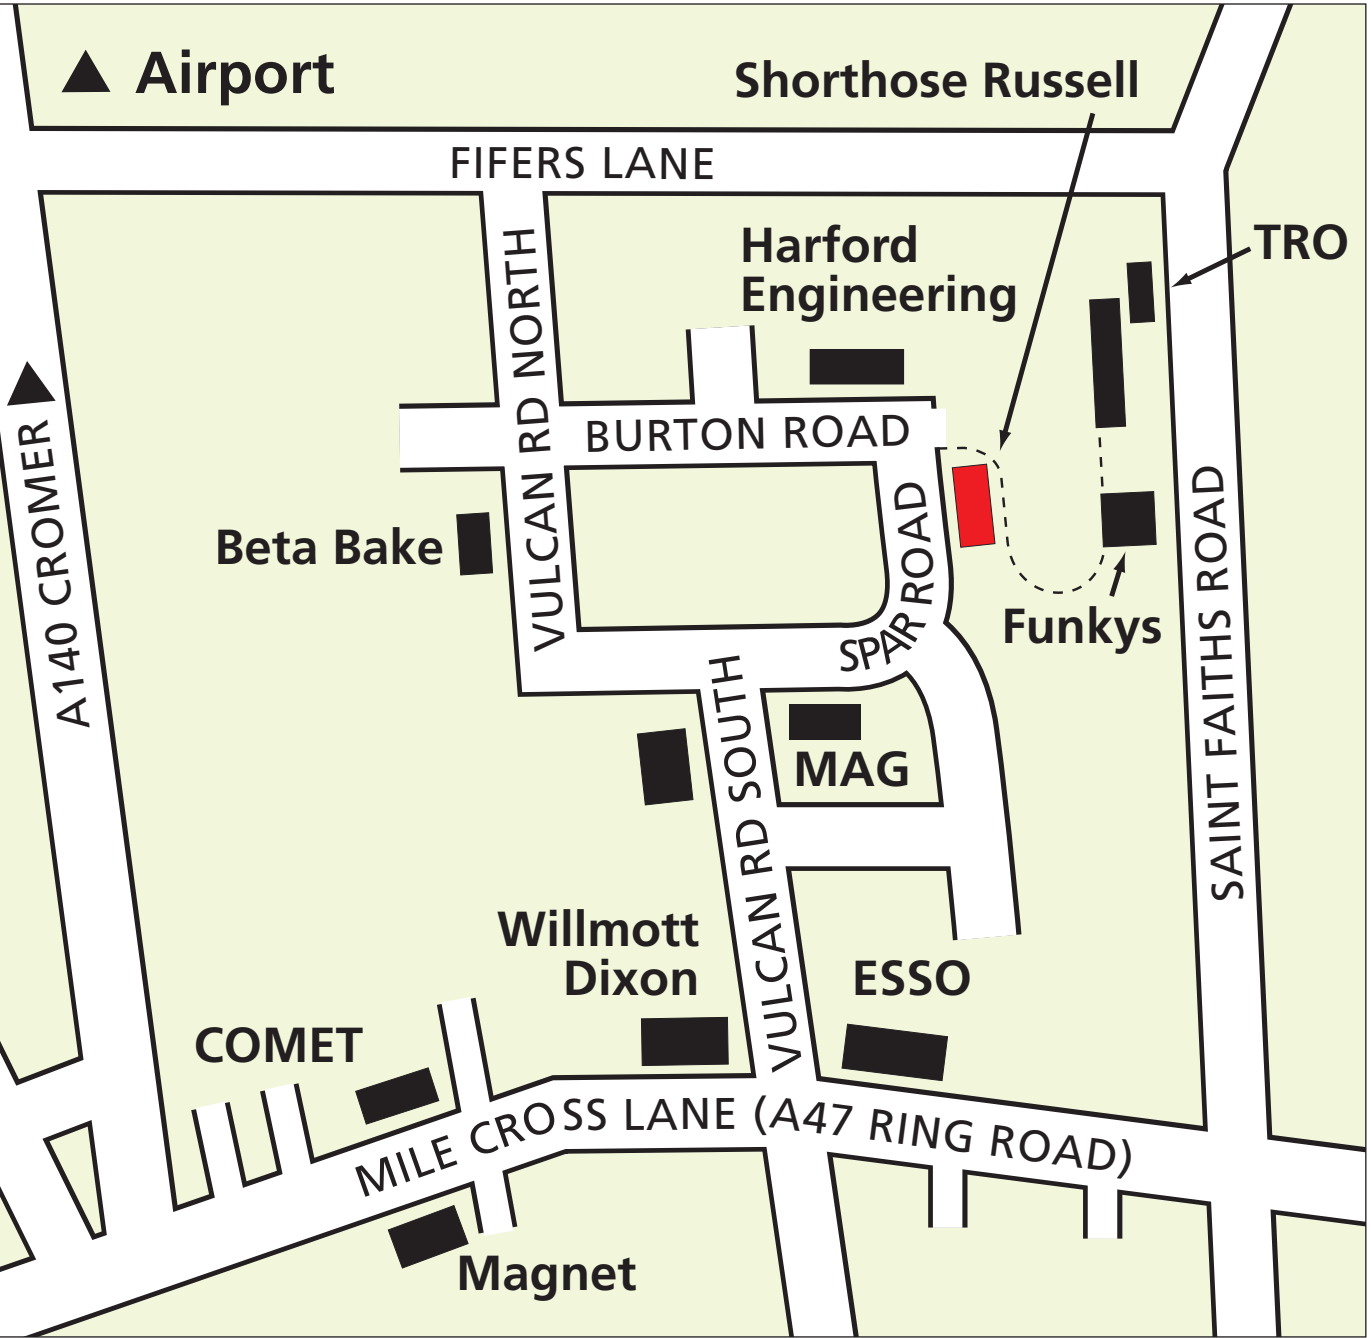 Airport
Shorthose Russell
FIFERS LANE
Harford
Engineering
TRO
VULCAN RD NORTH
BURTON ROAD
A140 CROMER
Beta Bake
SPAR ROAD
Funkys
SAINT FAITHS ROAD
VULCAN RD SOUTH
MAG
Willmott
Dixon
ESSO
COMET
MILE CROSS LANE (A47 RING ROAD)
Magnet